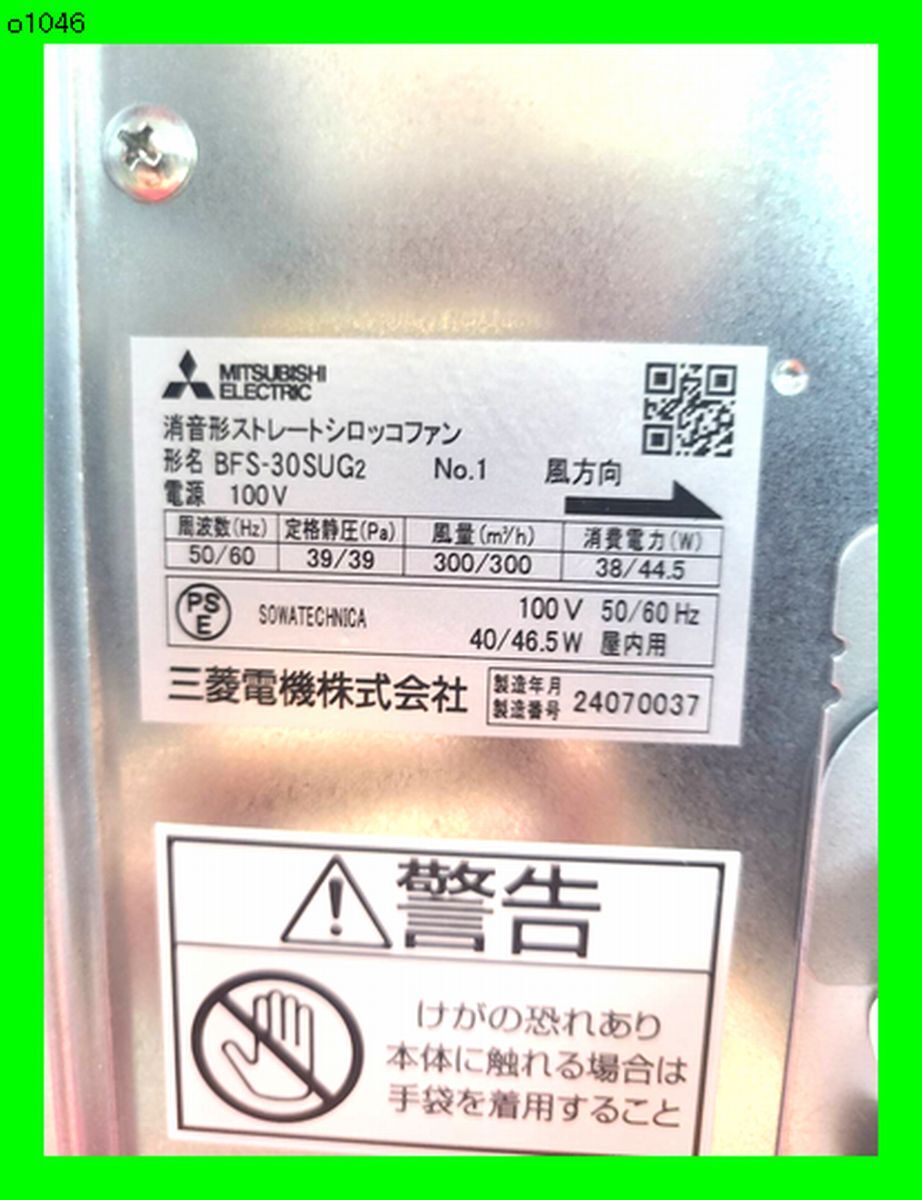 o1046
MITSUBISHI
ELECTRIC
消音形ストレートシロッコファン
形名 BFS-30SUG2 No.1 風方向
電源 100V
周波数(Hz) 定格静圧(Pa) 風量(m³/h) 消費電力(W)
50/60 39/39 300/300 38/44.5
PS
E
SOWATECHNICA 100V 50/60Hz
40/46.5W 屋内用
三菱電機株式会社
製造年月
製造番号 24070037
警告
けがの恐れあり
本体に触れる場合は
手袋を着用すること